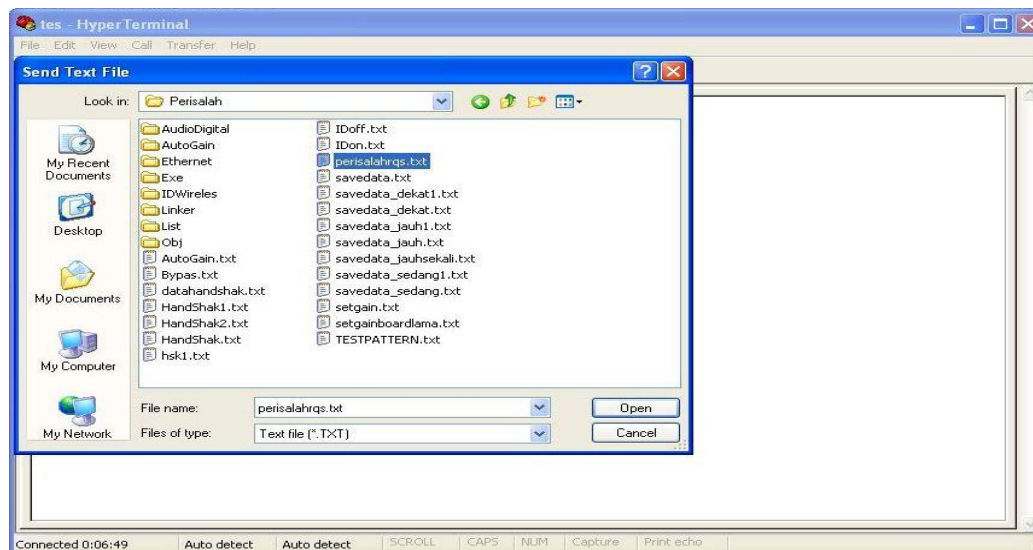 tes - HyperTerminal
File Edit View Call Transfer Help
Send Text File
Look in: Perisalah
My Recent Documents
Desktop
My Documents
My Computer
My Network
AudioDigital
AutoGain
Ethernet
Exe
IDWireles
Linker
List
Obj
AutoGain.txt
Bypas.txt
datahandshak.txt
HandShak1.txt
HandShak2.txt
HandShak.txt
hsk1.txt
IDoff.txt
IDon.txt
perisalahrqs.txt
savedata.txt
savedata_dekat1.txt
savedata_dekat.txt
savedata_jauh1.txt
savedata_jauh.txt
savedata_jauhsekali.txt
savedata_sedang1.txt
savedata_sedang.txt
setgain.txt
setgainboardlama.txt
TESTPATTERN.txt
File name: perisalahrqs.txt Open
Files of type: Text file (*.TXT) Cancel
Connected 0:06:49 Auto detect Auto detect SCROLL CAPS NUM Capture Print echo